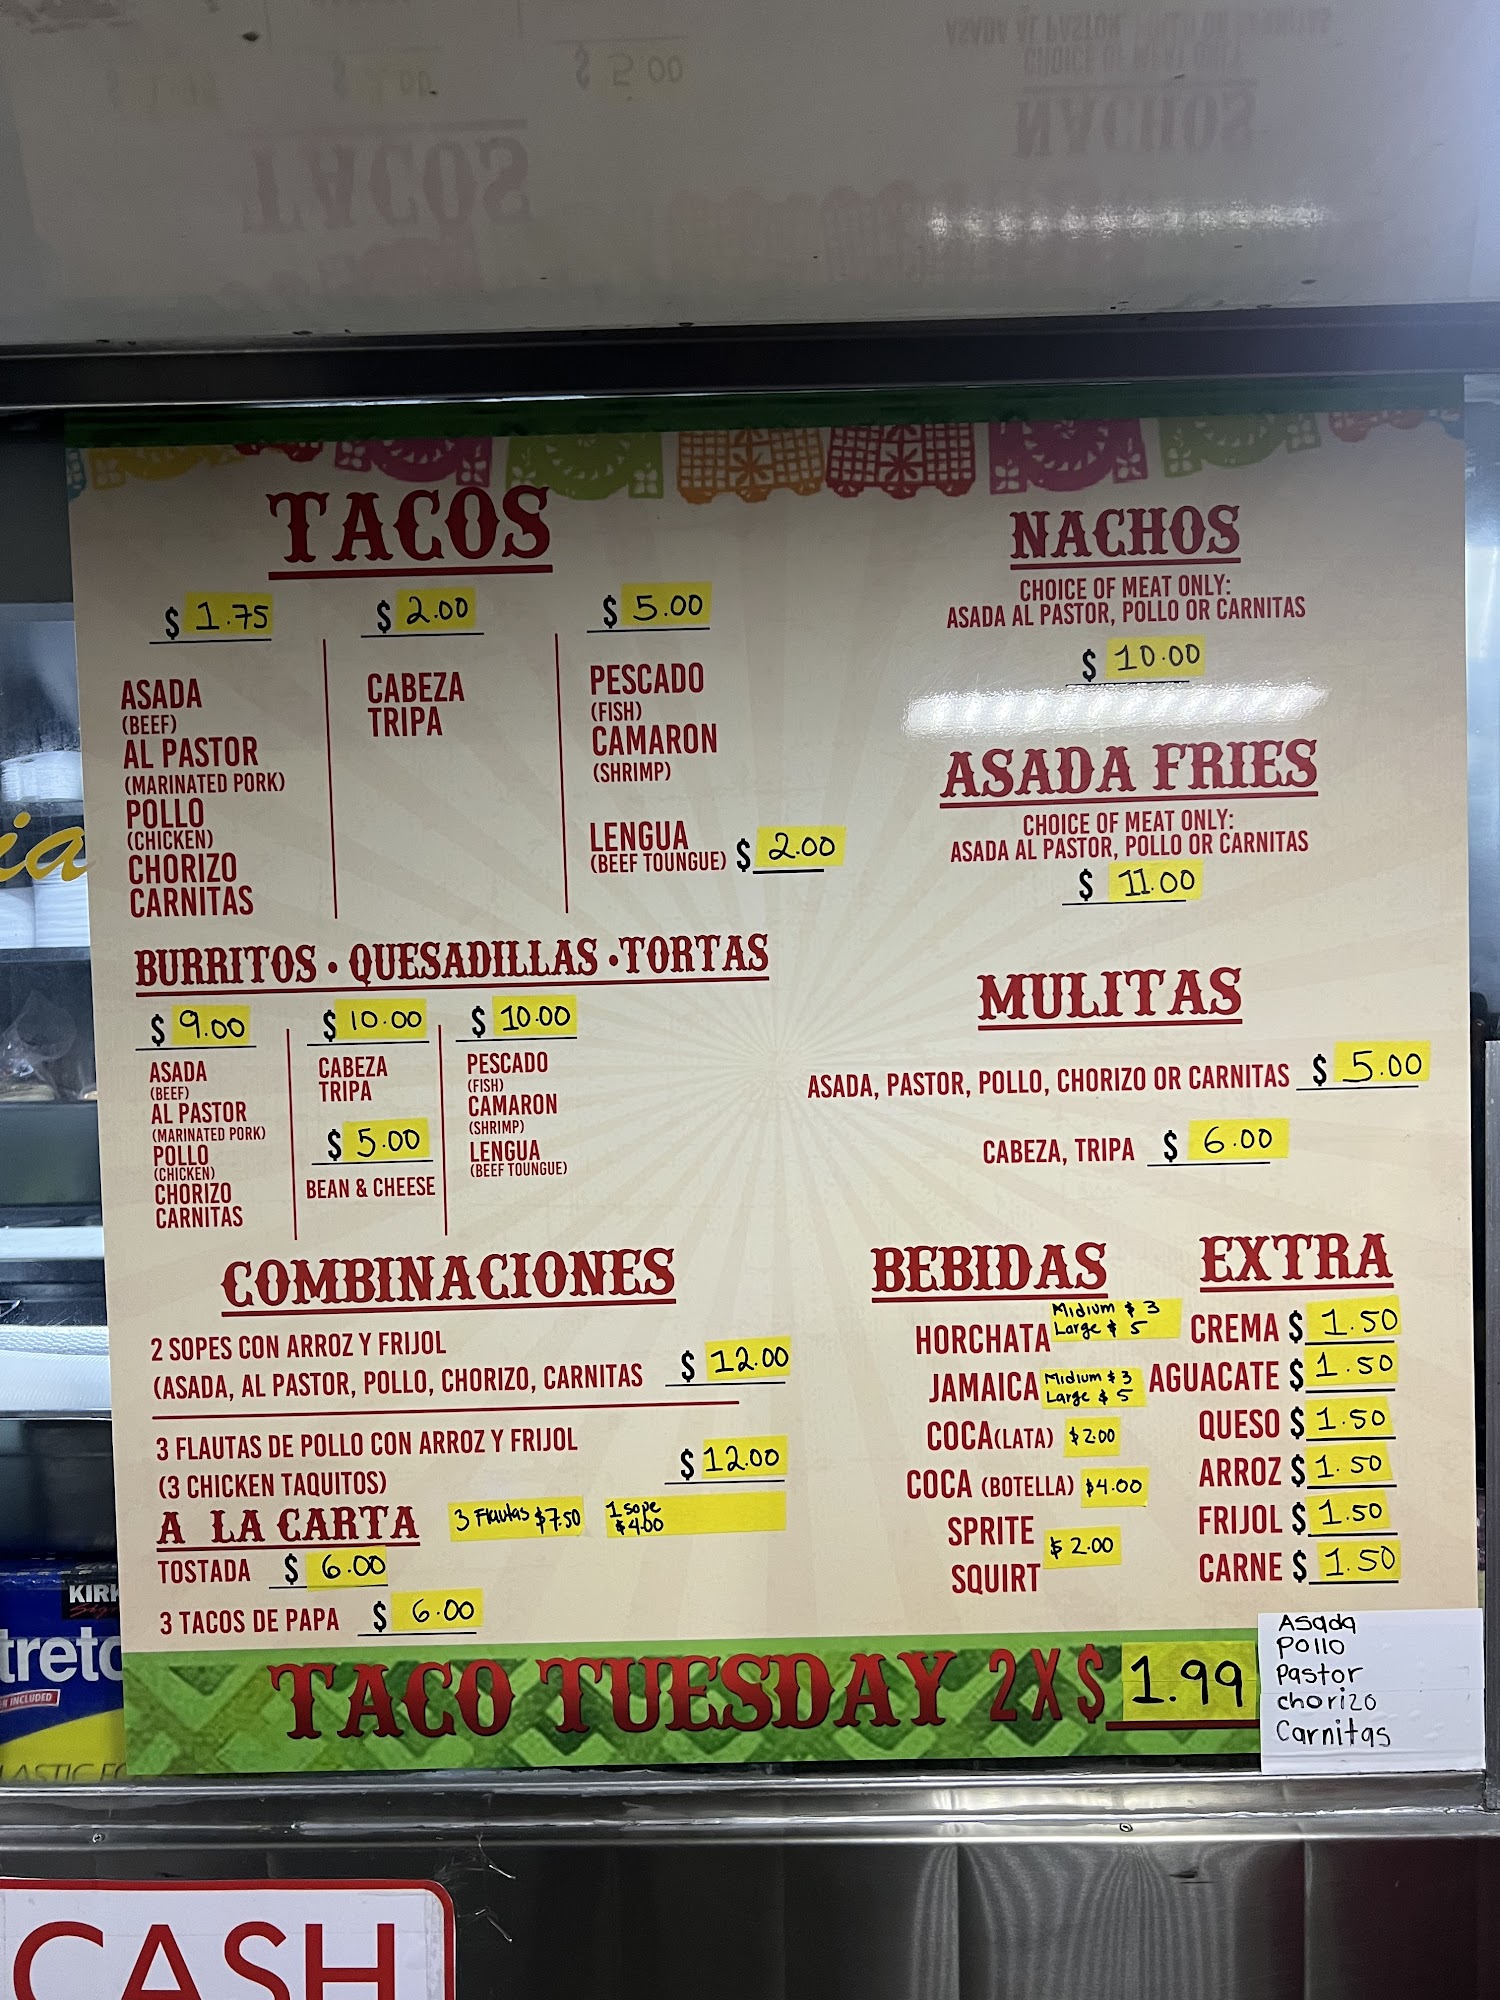 TACOS
$ 1.75
ASADA
(BEEF)
AL PASTOR
(MARINATED PORK)
POLLO
(CHICKEN)
CHORIZO
CARNITAS
$ 2.00
CABEZA
TRIPA
$ 5.00
PESCADO
(FISH)
CAMARON
(SHRIMP)
LENGUA
(BEEF TOUNGUE) $ 2.00
BURRITOS · QUESADILLAS · TORTAS
$ 9.00
ASADA
(BEEF)
AL PASTOR
(MARINATED PORK)
POLLO
(CHICKEN)
CHORIZO
CARNITAS
$ 10.00
CABEZA
TRIPA
$ 5.00
BEAN & CHEESE
$ 10.00
PESCADO
(FISH)
CAMARON
(SHRIMP)
LENGUA
(BEEF TOUNGUE)
COMBINACIONES
2 SOPES CON ARROZ Y FRIJOL
(ASADA, AL PASTOR, POLLO, CHORIZO, CARNITAS $ 12.00
3 FLAUTAS DE POLLO CON ARROZ Y FRIJOL
(3 CHICKEN TAQUITOS) $ 12.00
A LA CARTA
3 Flautas $7.50
1 sope
$4.00
TOSTADA $ 6.00
3 TACOS DE PAPA $ 6.00
NACHOS
CHOICE OF MEAT ONLY:
ASADA AL PASTOR, POLLO OR CARNITAS
$ 10.00
ASADA FRIES
CHOICE OF MEAT ONLY:
ASADA AL PASTOR, POLLO OR CARNITAS
$ 11.00
MULITAS
ASADA, PASTOR, POLLO, CHORIZO OR CARNITAS $ 5.00
CABEZA, TRIPA $ 6.00
BEBIDAS
HORCHATA Midium $ 3
Large $ 5
JAMAICA Midium $ 3
Large $ 5
COCA (LATA) $2.00
COCA (BOTELLA) $4.00
SPRITE
SQUIRT $ 2.00
EXTRA
CREMA $ 1.50
AGUACATE $ 1.50
QUESO $ 1.50
ARROZ $ 1.50
FRIJOL $ 1.50
CARNE $ 1.50
TACO TUESDAY 2X$ 1.99
Asada
Pollo
Pastor
chorizo
Carnitas
CASH